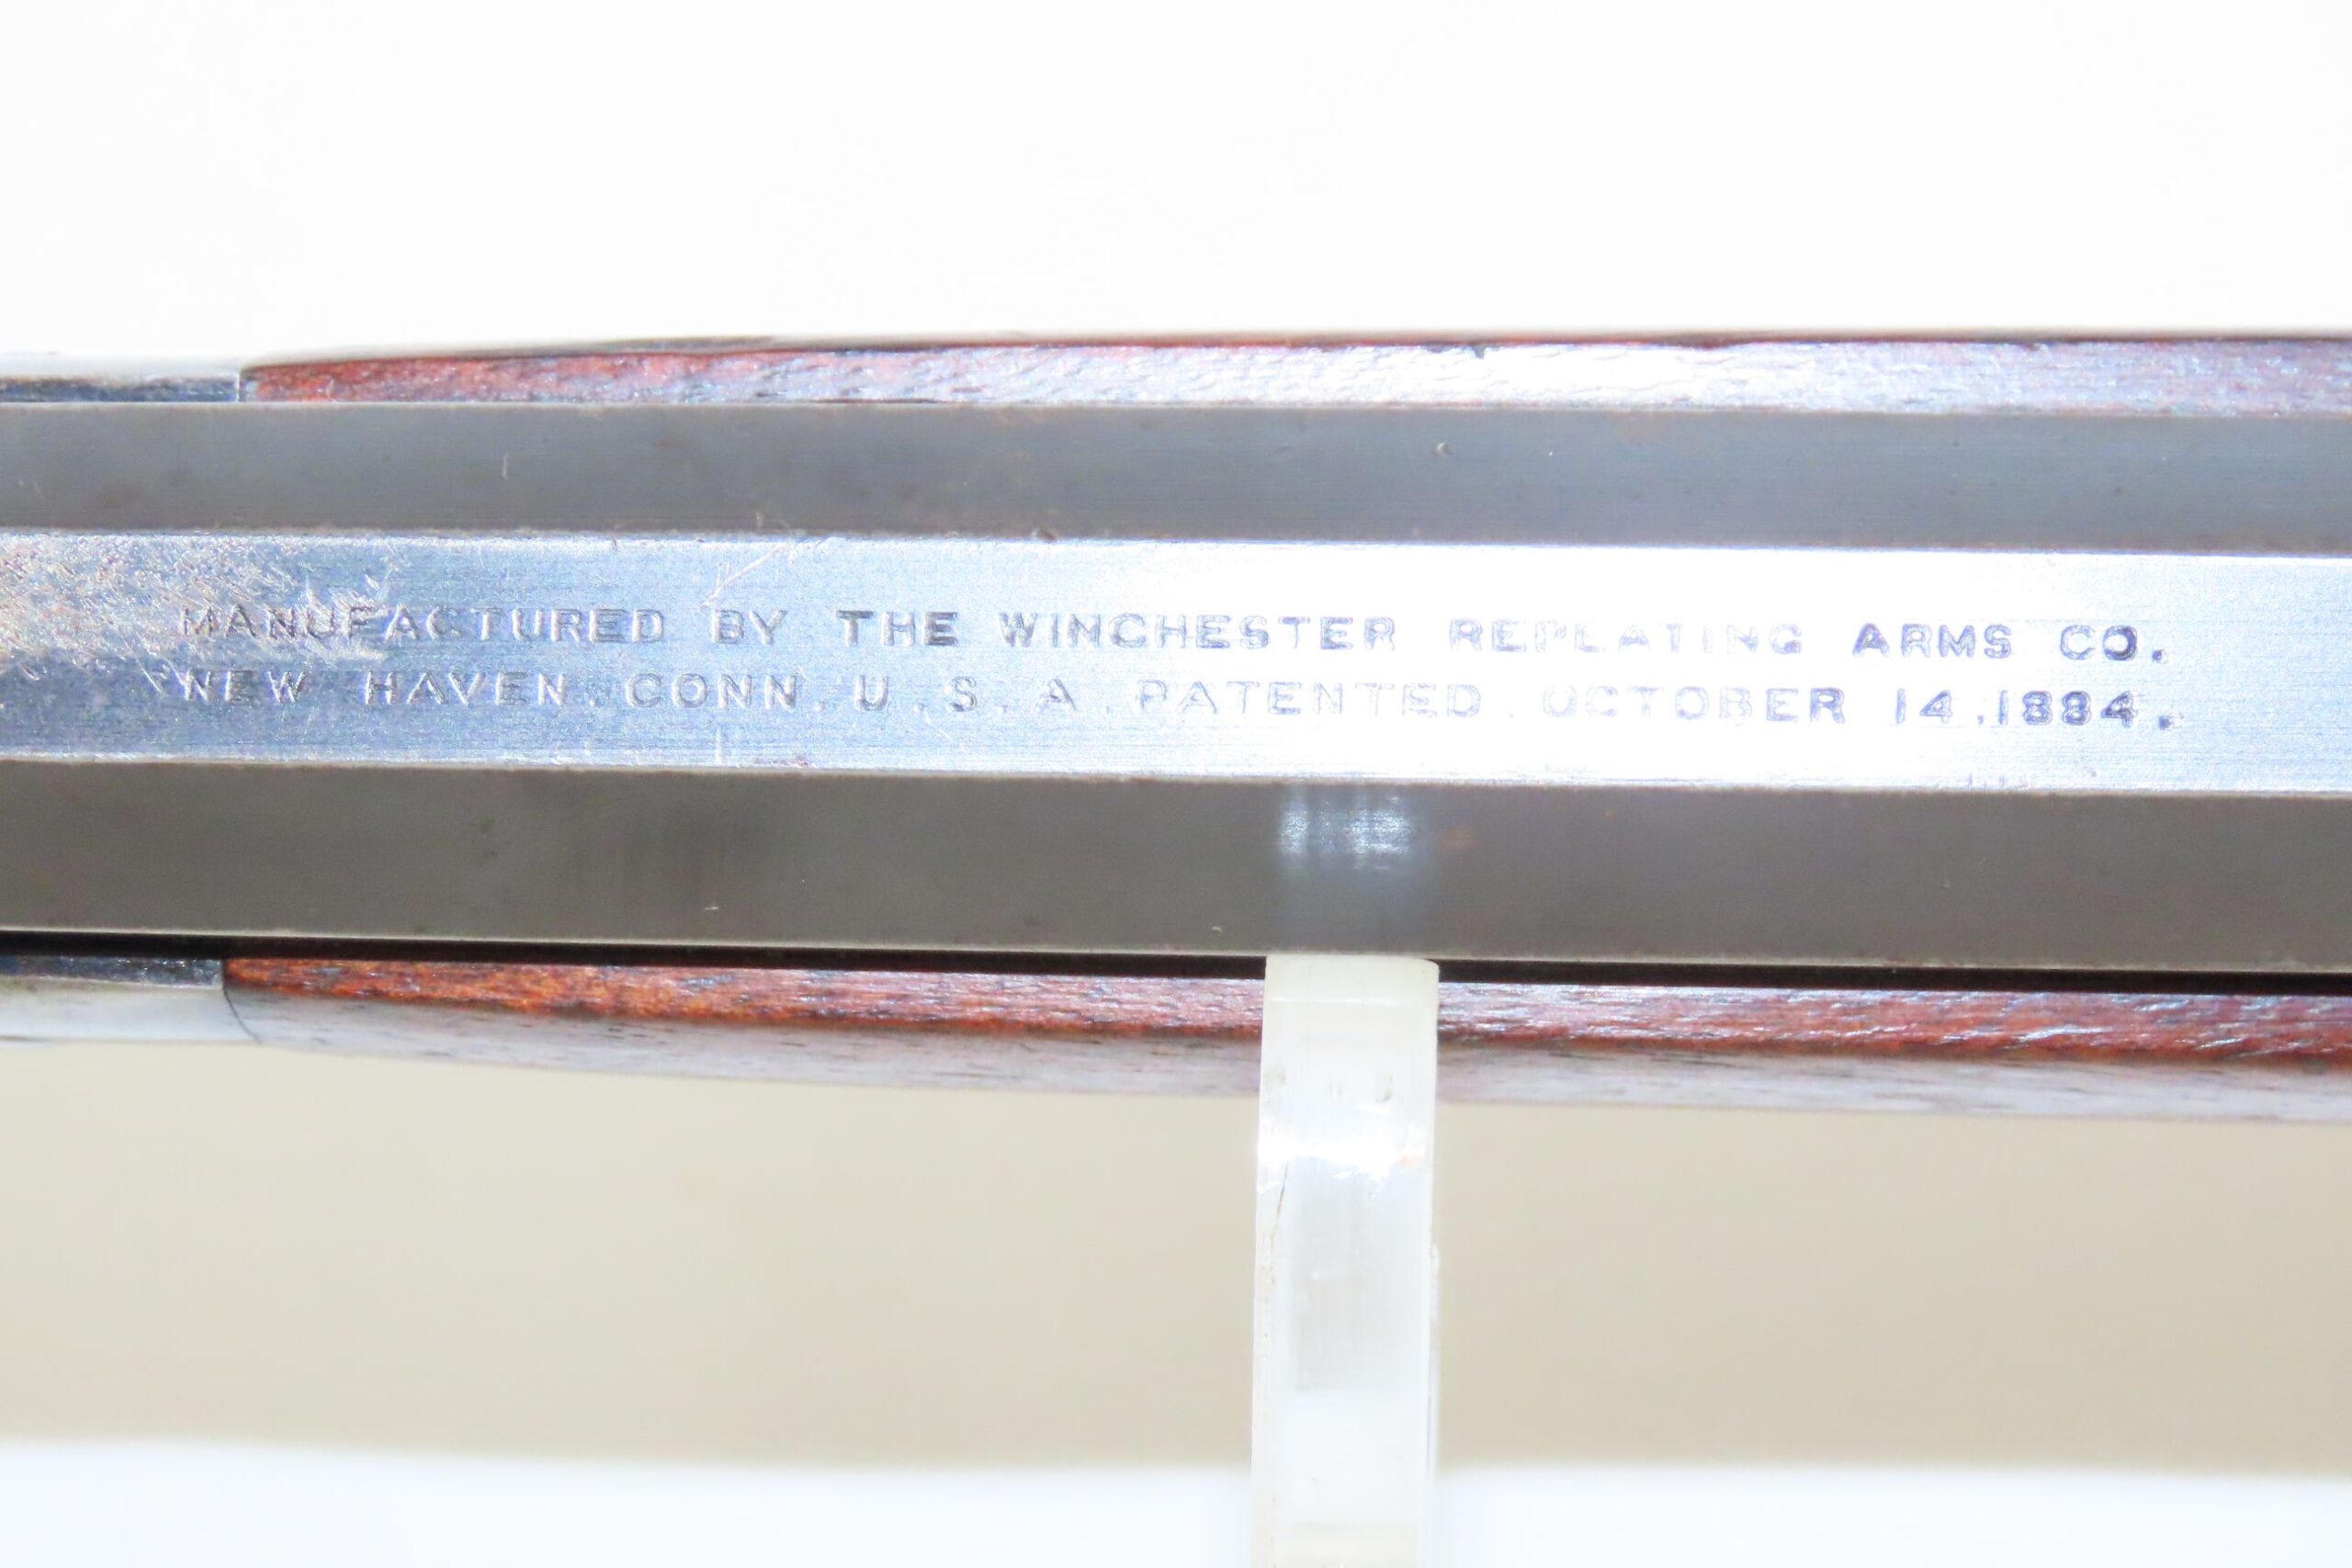 MANUFACTURED BY THE WINCHESTER REPEATING ARMS CO.
NEW HAVEN. CONN. U.S.A. PATENTED. OCTOBER 14, 1884.